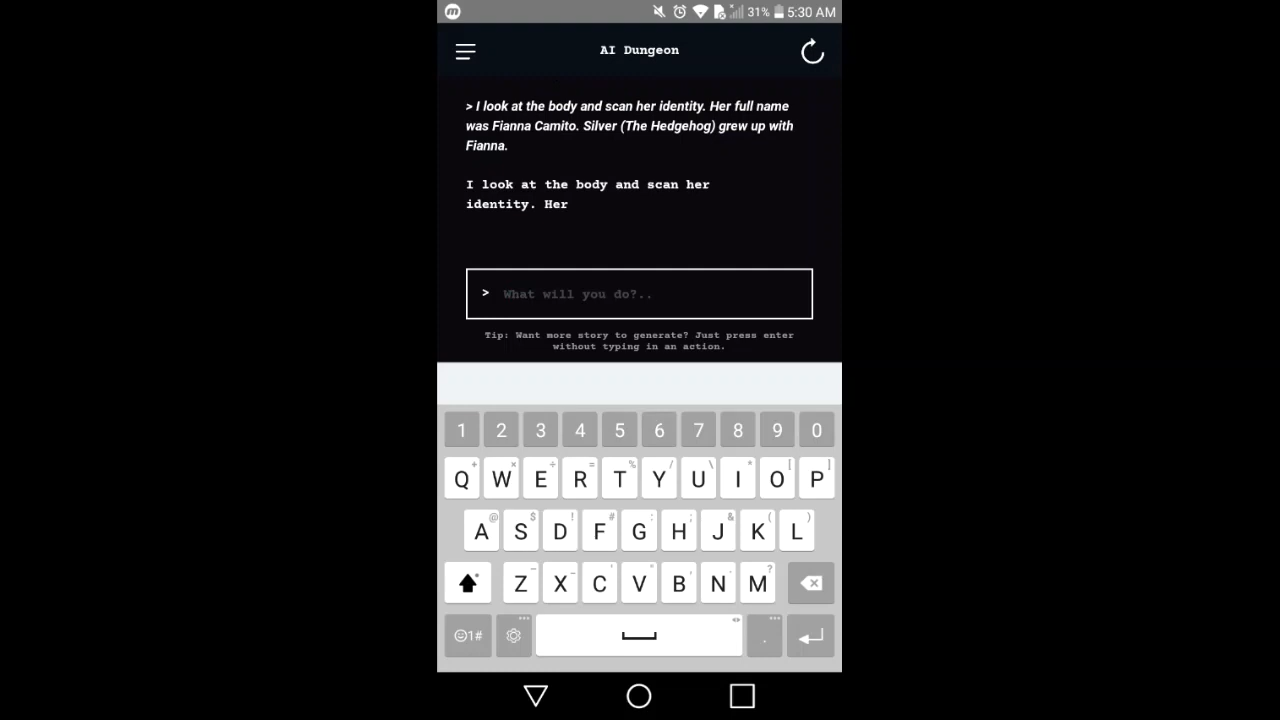 31% 5:30 AM
AI Dungeon
> I look at the body and scan her identity. Her full name
was Fianna Camito. Silver (The Hedgehog) grew up with
Fianna.
I look at the body and scan her
identity. Her
> What will you do?..
Tip: Want more story to generate? Just press enter
without typing in an action.
1 2 3 4 5 6 7 8 9 0
Q W E R T Y U I O P
A S D F G H J K L
Z X C V B N M
1# .